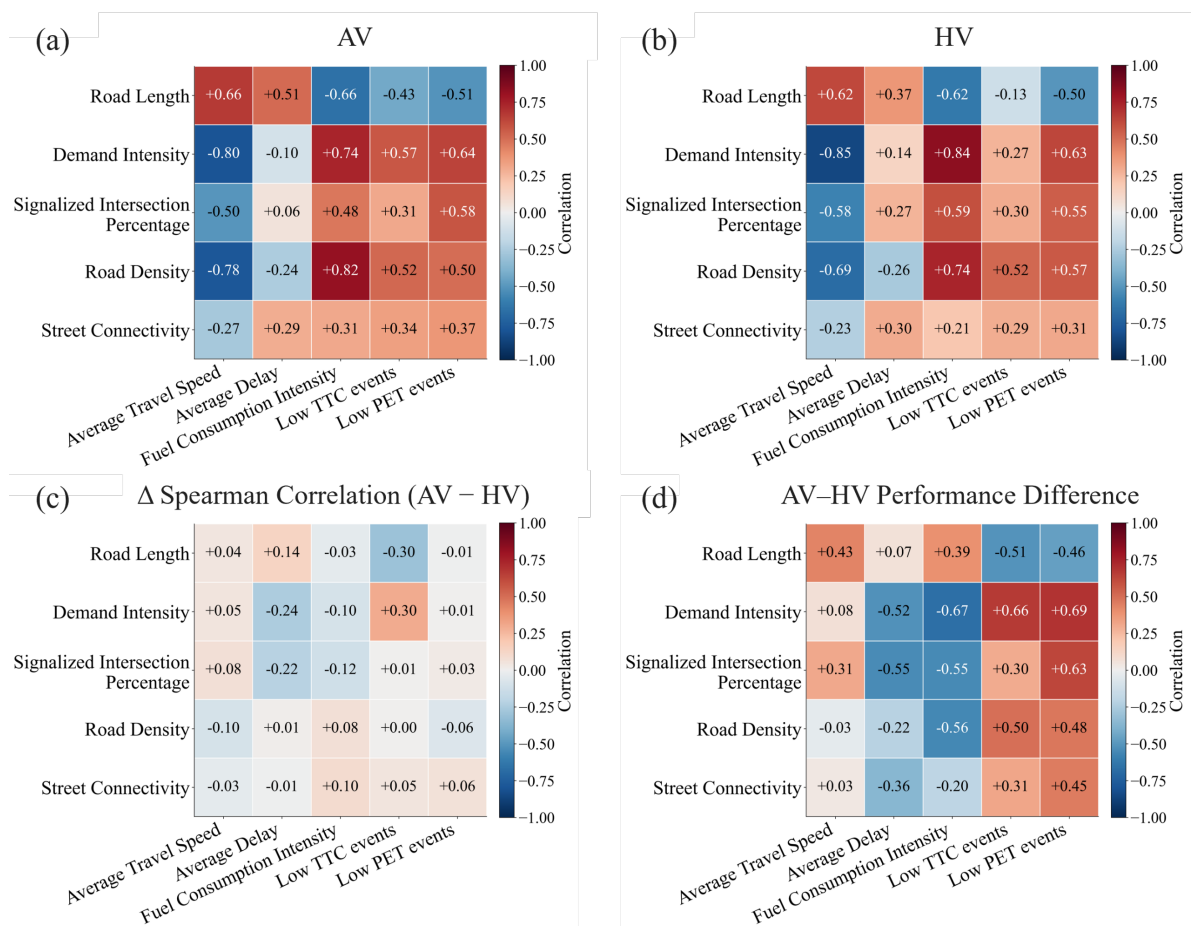 (a)
AV
Road Length
+0.66 +0.51 -0.66 -0.43 -0.51
Demand Intensity
-0.80 -0.10 +0.74 +0.57 +0.64
Signalized Intersection
Percentage
-0.50 +0.06 +0.48 +0.31 +0.58
Road Density
-0.78 -0.24 +0.82 +0.52 +0.50
Street Connectivity
-0.27 +0.29 +0.31 +0.34 +0.37
Average Travel Speed
Average Delay
Fuel Consumption Intensity
Low TTC events
Low PET events
1.00
0.75
0.50
0.25
0.00
−0.25
−0.50
−0.75
−1.00
Correlation
(b)
HV
Road Length
+0.62 +0.37 -0.62 -0.13 -0.50
Demand Intensity
-0.85 +0.14 +0.84 +0.27 +0.63
Signalized Intersection
Percentage
-0.58 +0.27 +0.59 +0.30 +0.55
Road Density
-0.69 -0.26 +0.74 +0.52 +0.57
Street Connectivity
-0.23 +0.30 +0.21 +0.29 +0.31
Average Travel Speed
Average Delay
Fuel Consumption Intensity
Low TTC events
Low PET events
1.00
0.75
0.50
0.25
0.00
−0.25
−0.50
−0.75
−1.00
Correlation
(c)
Δ Spearman Correlation (AV − HV)
Road Length
+0.04 +0.14 -0.03 -0.30 -0.01
Demand Intensity
+0.05 -0.24 -0.10 +0.30 +0.01
Signalized Intersection
Percentage
+0.08 -0.22 -0.12 +0.01 +0.03
Road Density
-0.10 +0.01 +0.08 +0.00 -0.06
Street Connectivity
-0.03 -0.01 +0.10 +0.05 +0.06
Average Travel Speed
Average Delay
Fuel Consumption Intensity
Low TTC events
Low PET events
1.00
0.75
0.50
0.25
0.00
−0.25
−0.50
−0.75
−1.00
Correlation
(d)
AV–HV Performance Difference
Road Length
+0.43 +0.07 +0.39 -0.51 -0.46
Demand Intensity
+0.08 -0.52 -0.67 +0.66 +0.69
Signalized Intersection
Percentage
+0.31 -0.55 -0.55 +0.30 +0.63
Road Density
-0.03 -0.22 -0.56 +0.50 +0.48
Street Connectivity
+0.03 -0.36 -0.20 +0.31 +0.45
Average Travel Speed
Average Delay
Fuel Consumption Intensity
Low TTC events
Low PET events
1.00
0.75
0.50
0.25
0.00
−0.25
−0.50
−0.75
−1.00
Correlation